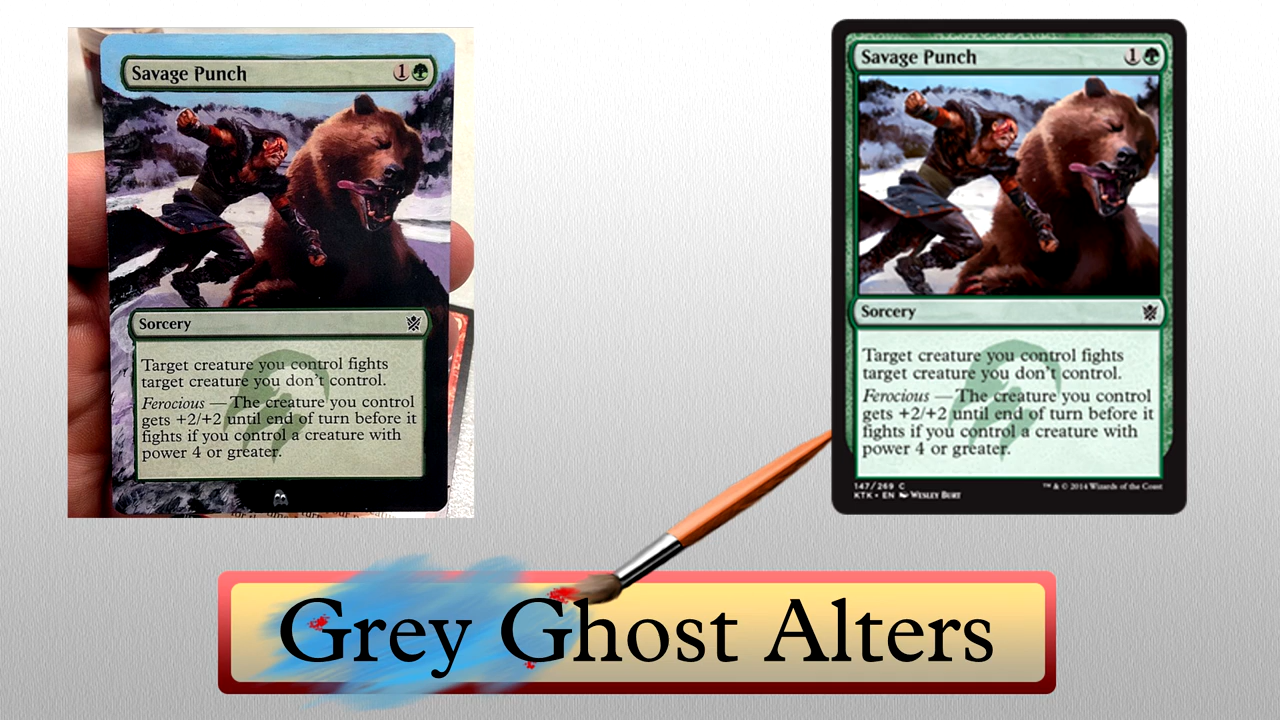 Savage Punch 1
Sorcery
Target creature you control fights
target creature you don't control.
Ferocious — The creature you control
gets +2/+2 until end of turn before it
fights if you control a creature with
power 4 or greater.
Savage Punch 1
Sorcery
Target creature you control fights
target creature you don't control.
Ferocious — The creature you control
gets +2/+2 until end of turn before it
fights if you control a creature with
power 4 or greater.
147/269 C
KTK • EN Wesley Burt
™ & © 2014 Wizards of the Coast
Grey Ghost Alters